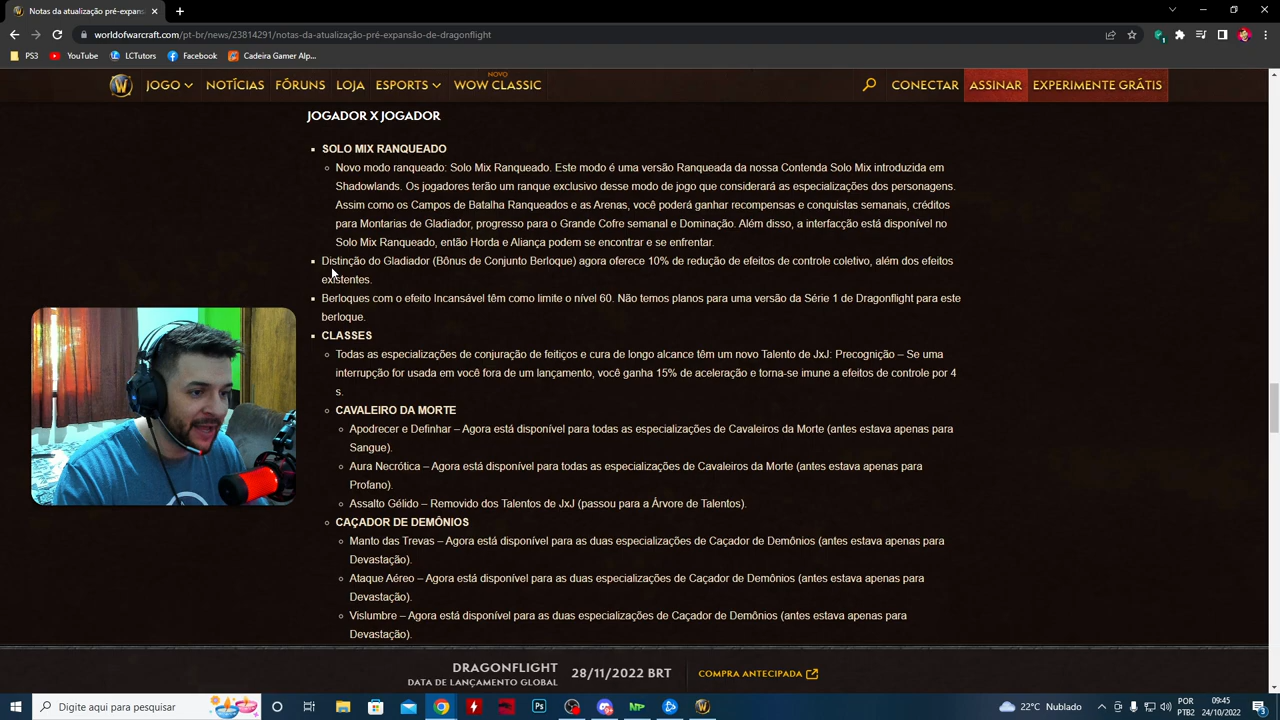 Notas da atualização pré-expansã
worldofwarcraft.com/pt-br/news/23814291/notas-da-atualização-pré-expansão-de-dragonflight
PS3 YouTube LCTutors Facebook Cadeira Gamer Alp...
NOVO
JOGO NOTÍCIAS FÓRUNS LOJA ESPORTS WOW CLASSIC CONECTAR ASSINAR EXPERIMENTE GRÁTIS
JOGADOR X JOGADOR
SOLO MIX RANQUEADO
Novo modo ranqueado: Solo Mix Ranqueado. Este modo é uma versão Ranqueada da nossa Contenda Solo Mix introduzida em
Shadowlands. Os jogadores terão um ranque exclusivo desse modo de jogo que considerará as especializações dos personagens.
Assim como os Campos de Batalha Ranqueados e as Arenas, você poderá ganhar recompensas e conquistas semanais, créditos
para Montarias de Gladiador, progresso para o Grande Cofre semanal e Dominação. Além disso, a interfacção está disponível no
Solo Mix Ranqueado, então Horda e Aliança podem se encontrar e se enfrentar.
Distinção do Gladiador (Bônus de Conjunto Berloque) agora oferece 10% de redução de efeitos de controle coletivo, além dos efeitos
existentes.
Berloques com o efeito Incansável têm como limite o nível 60. Não temos planos para uma versão da Série 1 de Dragonflight para este
berloque.
CLASSES
Todas as especializações de conjuração de feitiços e cura de longo alcance têm um novo Talento de JxJ: Precognição – Se uma
interrupção for usada em você fora de um lançamento, você ganha 15% de aceleração e torna-se imune a efeitos de controle por 4
s.
CAVALEIRO DA MORTE
Apodrecer e Definhar – Agora está disponível para todas as especializações de Cavaleiros da Morte (antes estava apenas para
Sangue).
Aura Necrótica – Agora está disponível para todas as especializações de Cavaleiros da Morte (antes estava apenas para
Profano).
Assalto Gélido – Removido dos Talentos de JxJ (passou para a Árvore de Talentos).
CAÇADOR DE DEMÔNIOS
Manto das Trevas – Agora está disponível para as duas especializações de Caçador de Demônios (antes estava apenas para
Devastação).
Ataque Aéreo – Agora está disponível para as duas especializações de Caçador de Demônios (antes estava apenas para
Devastação).
Vislumbre – Agora está disponível para as duas especializações de Caçador de Demônios (antes estava apenas para
Devastação).
DRAGONFLIGHT
DATA DE LANÇAMENTO GLOBAL
28/11/2022 BRT
COMPRA ANTECIPADA
Digite aqui para pesquisar
22°C Nublado
POR
PTB2
09:45
24/10/2022